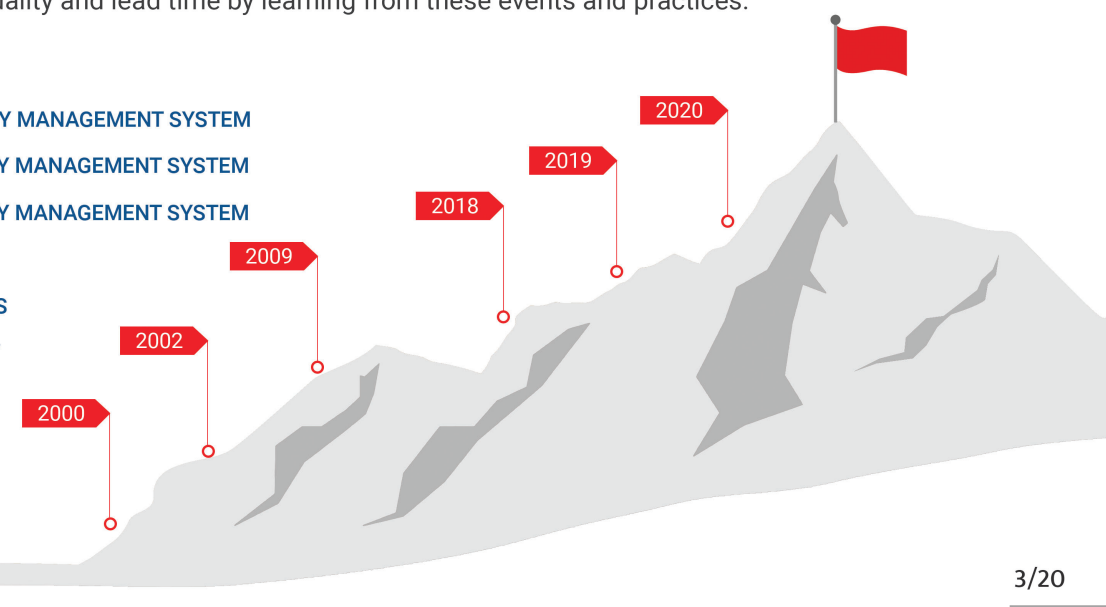 and lead time by learning from these events and practices.
Y MANAGEMENT SYSTEM
Y MANAGEMENT SYSTEM
Y MANAGEMENT SYSTEM
S
2000
2002
2009
2018
2019
2020
3/20